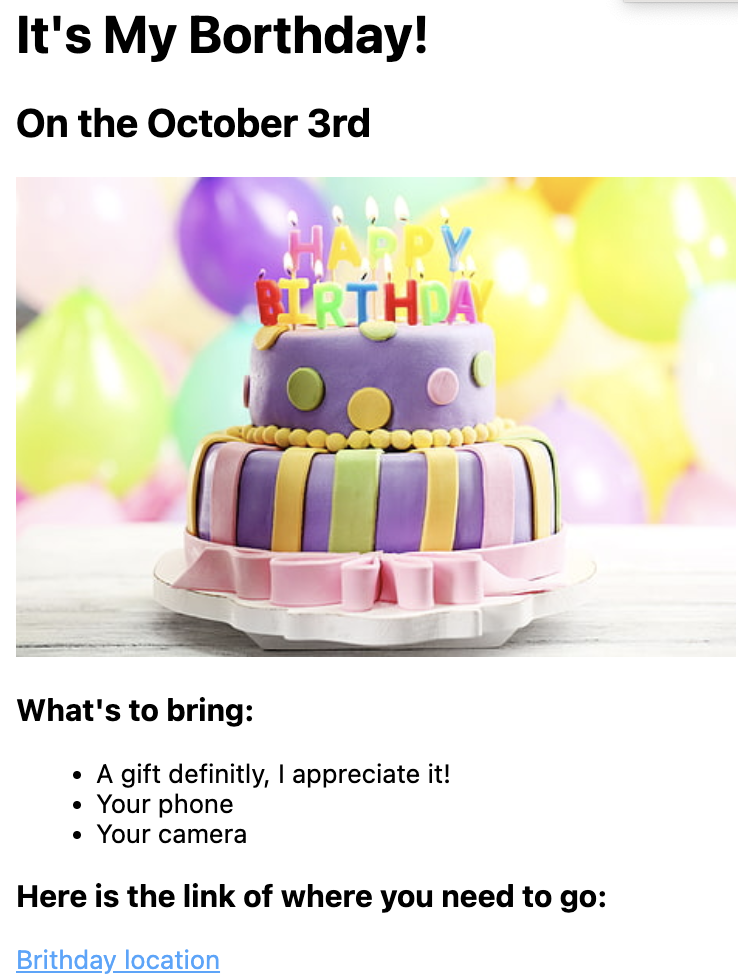 It's My Borthday!
On the October 3rd
HAPPY
BIRTHDAY
What's to bring:
A gift definitly, I appreciate it!
Your phone
Your camera
Here is the link of where you need to go:
Brithday location